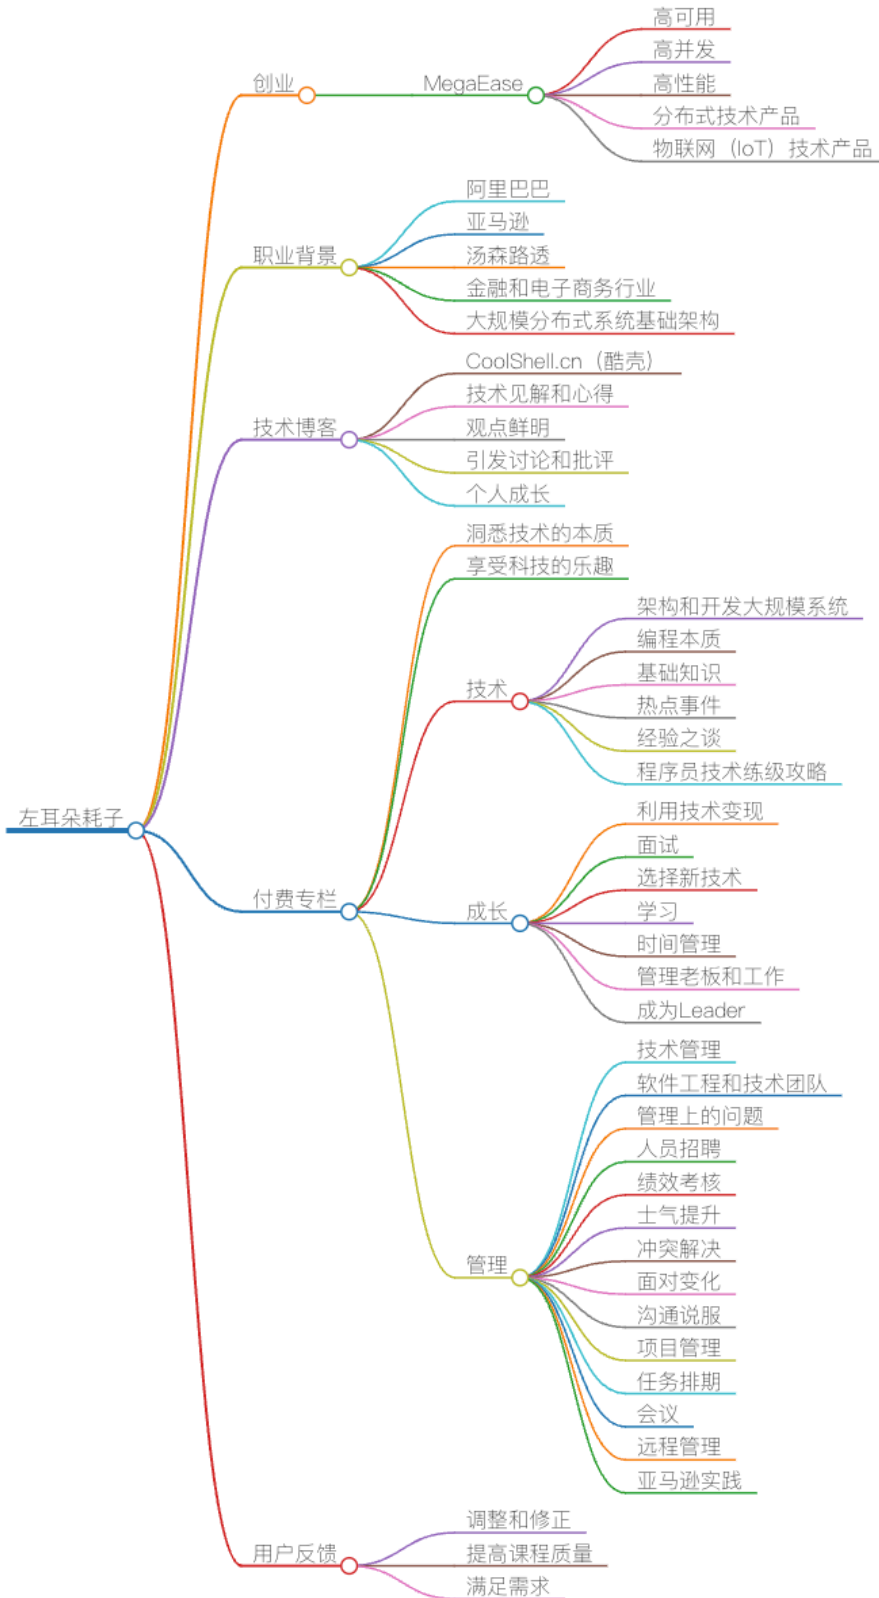 左耳朵耗子
创业
MegaEase
高可用
高并发
高性能
分布式技术产品
物联网（IoT）技术产品
职业背景
阿里巴巴
亚马逊
汤森路透
金融和电子商务行业
大规模分布式系统基础架构
技术博客
CoolShell.cn（酷壳）
技术见解和心得
观点鲜明
引发讨论和批评
个人成长
付费专栏
洞悉技术的本质
享受科技的乐趣
技术
架构和开发大规模系统
编程本质
基础知识
热点事件
经验之谈
程序员技术练级攻略
成长
利用技术变现
面试
选择新技术
学习
时间管理
管理老板和工作
成为Leader
管理
技术管理
软件工程和技术团队
管理上的问题
人员招聘
绩效考核
士气提升
冲突解决
面对变化
沟通说服
项目管理
任务排期
会议
远程管理
亚马逊实践
用户反馈
调整和修正
提高课程质量
满足需求